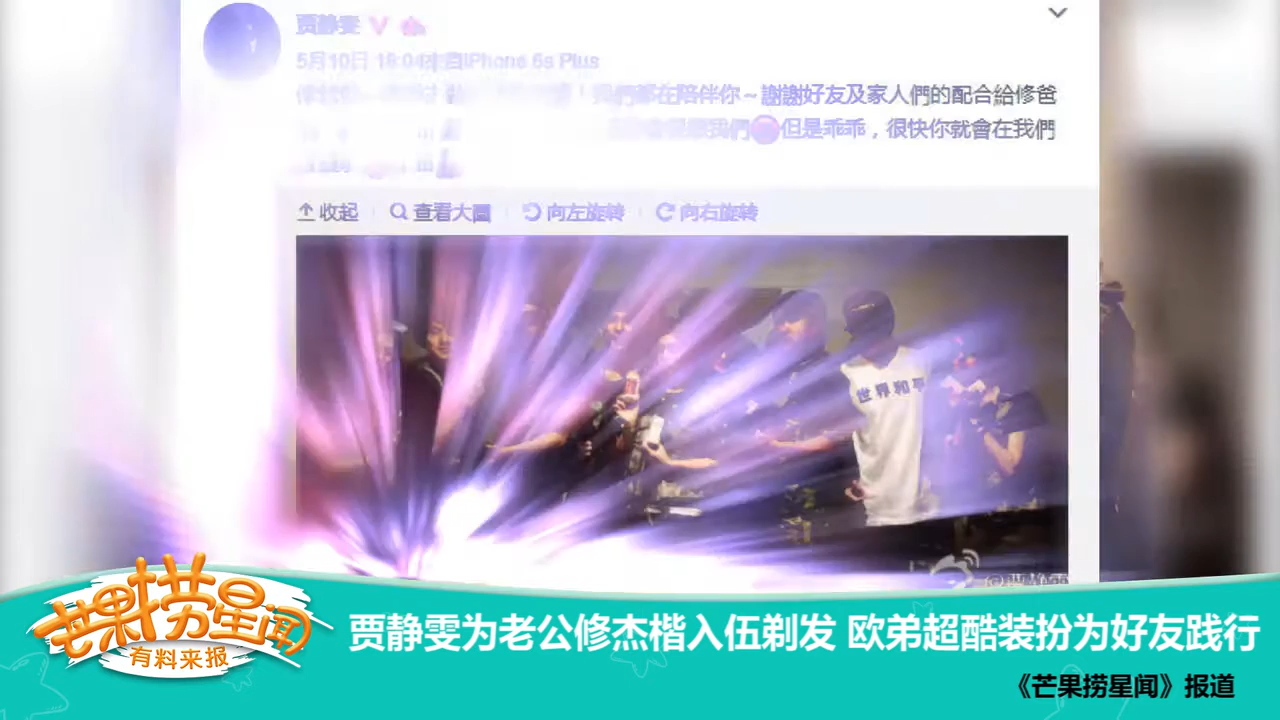 贾静雯
5月10日 18:04 来自iPhone 6s Plus
我們都在陪伴你~謝謝好友及家人們的配合給修爸
我們 但是乖乖，很快你就會在我們
收起 查看大圖 向左旋转 向右旋转
世界和平
芒果捞星闻
有料来报
贾静雯为老公修杰楷入伍剃发 欧弟超酷装扮为好友践行
《芒果捞星闻》报道